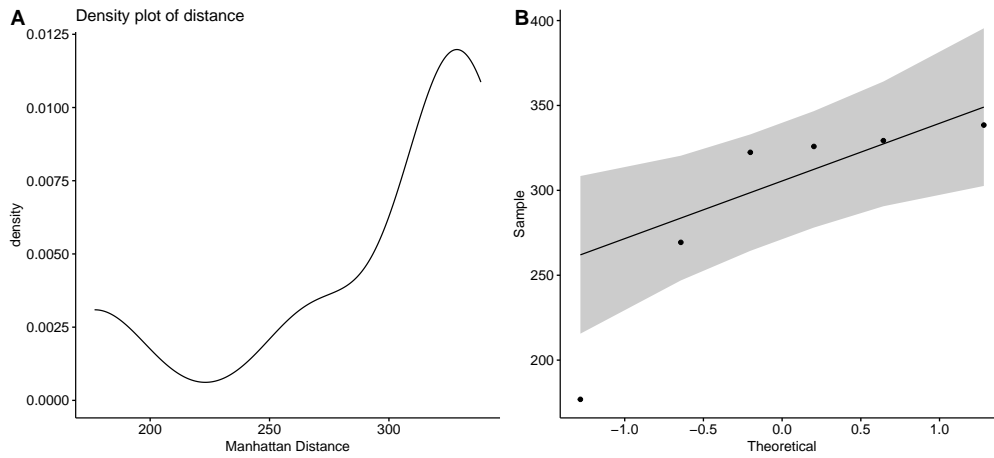 A
Density plot of distance
0.0125
0.0100
0.0075
0.0050
0.0025
0.0000
density
200
250
300
Manhattan Distance
B
400
350
300
250
200
Sample
−1.0
−0.5
0.0
0.5
1.0
Theoretical